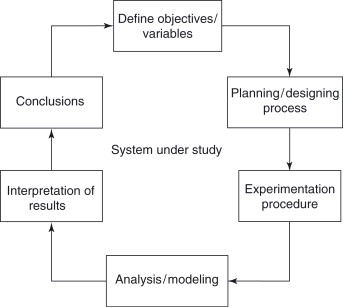 Define objectives/
variables
Planning/designing
process
Experimentation
procedure
Analysis/modeling
Interpretation of
results
Conclusions
System under study